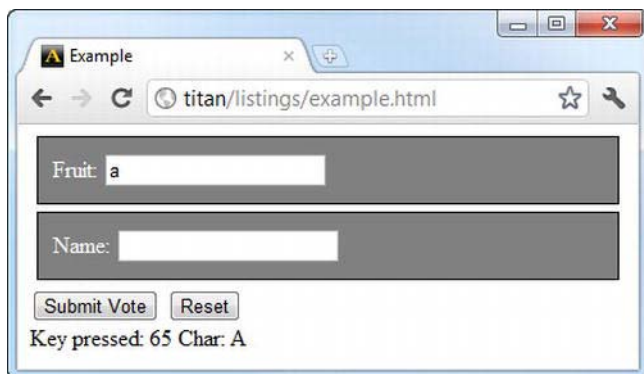 Example
titan/listings/example.html
Fruit: a
Name:
Submit Vote Reset
Key pressed: 65 Char: A